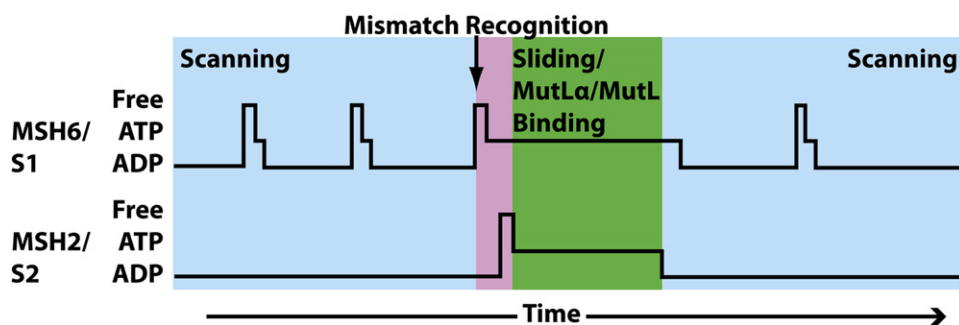 Mismatch Recognition
Scanning
Sliding/
MutLα/MutL
Binding
Scanning
MSH6/
S1
Free
ATP
ADP
MSH2/
S2
Free
ATP
ADP
Time